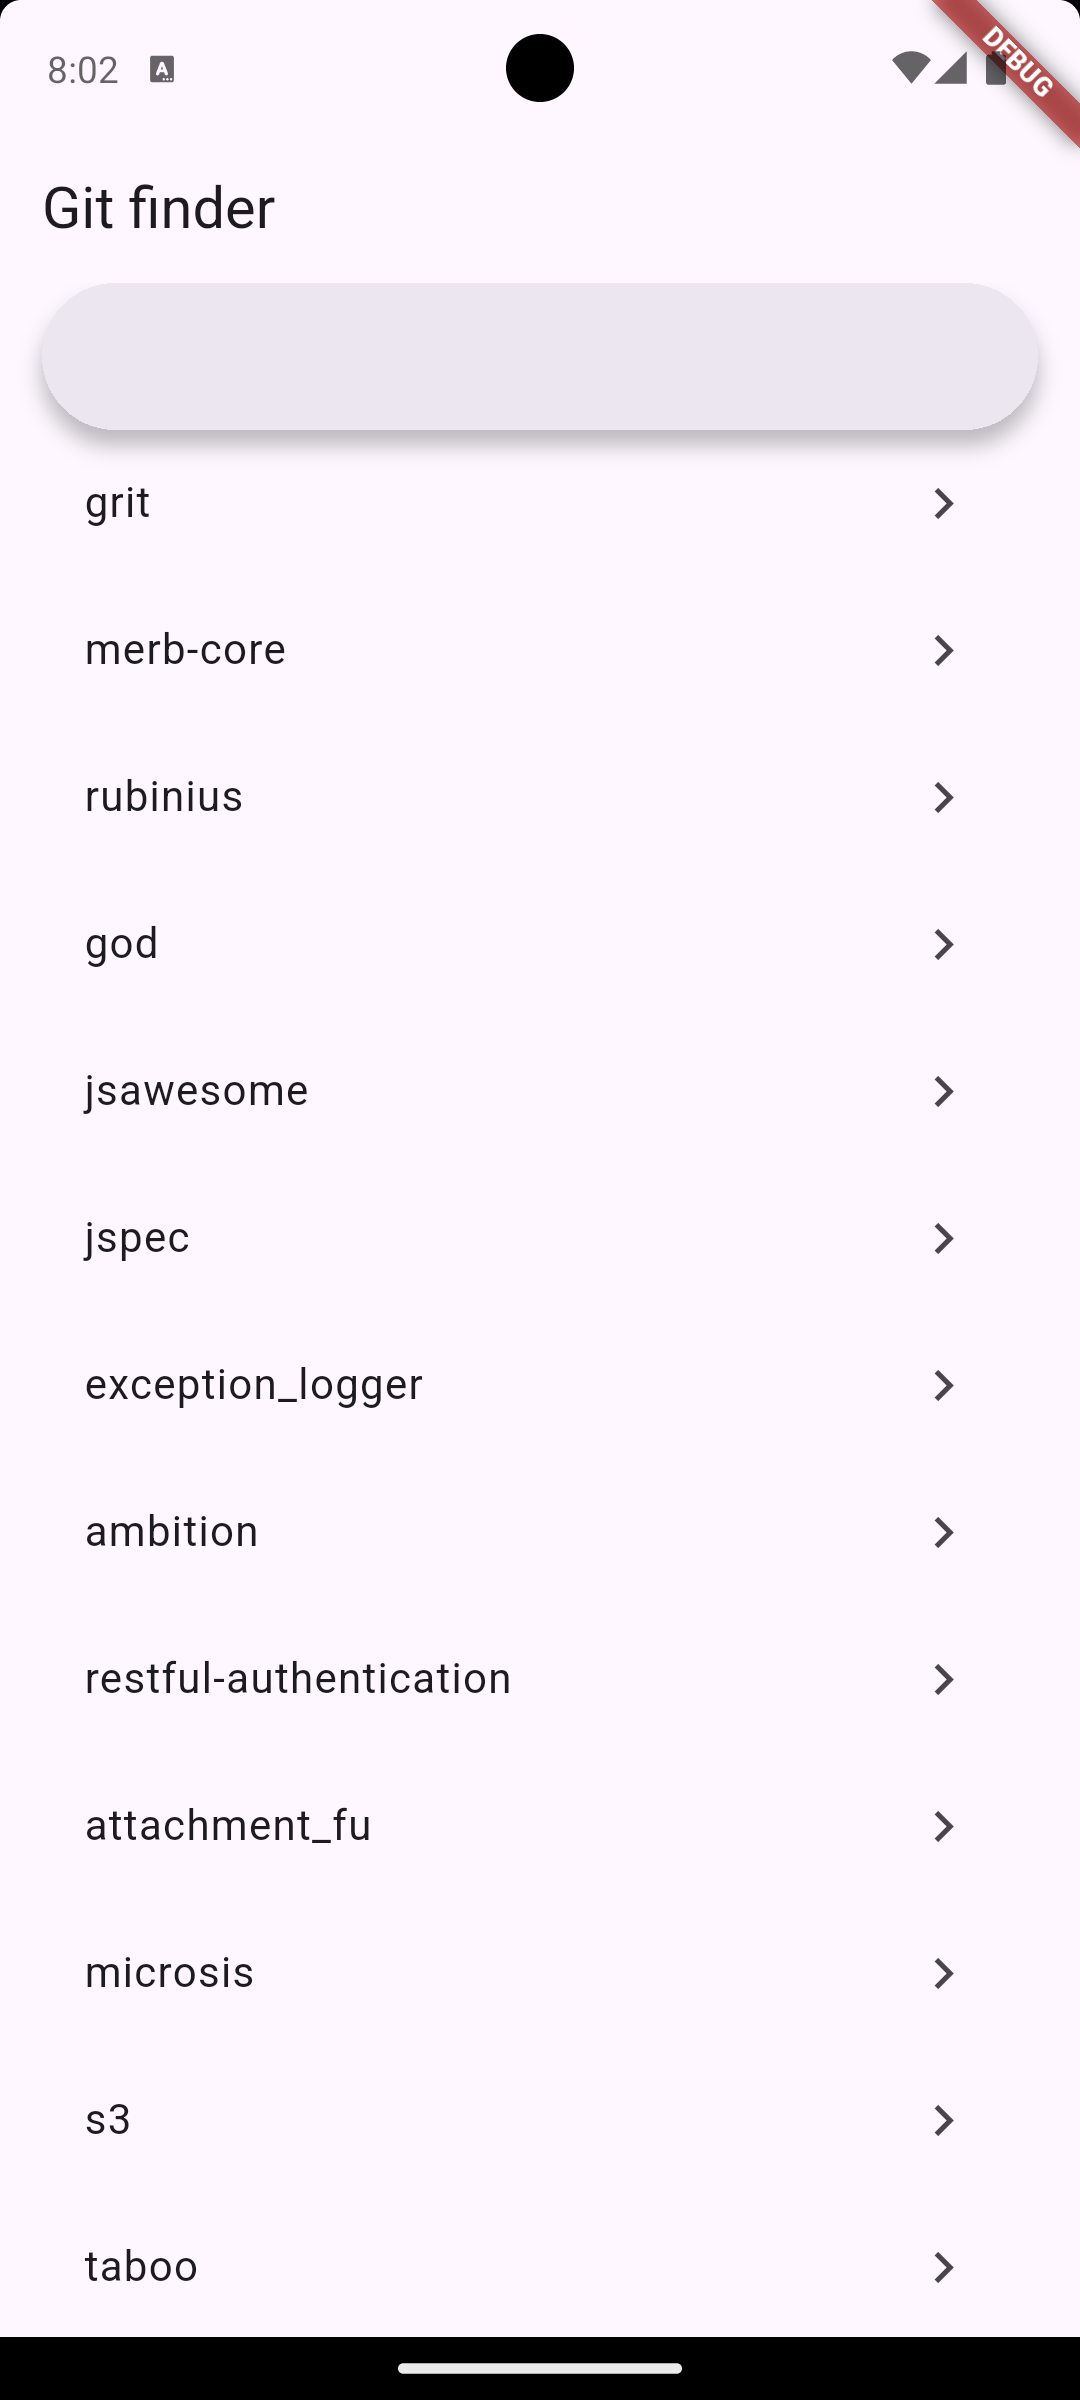 8:02
A
DEBUG
Git finder
grit
merb-core
rubinius
god
jsawesome
jspec
exception_logger
ambition
restful-authentication
attachment_fu
microsis
s3
taboo